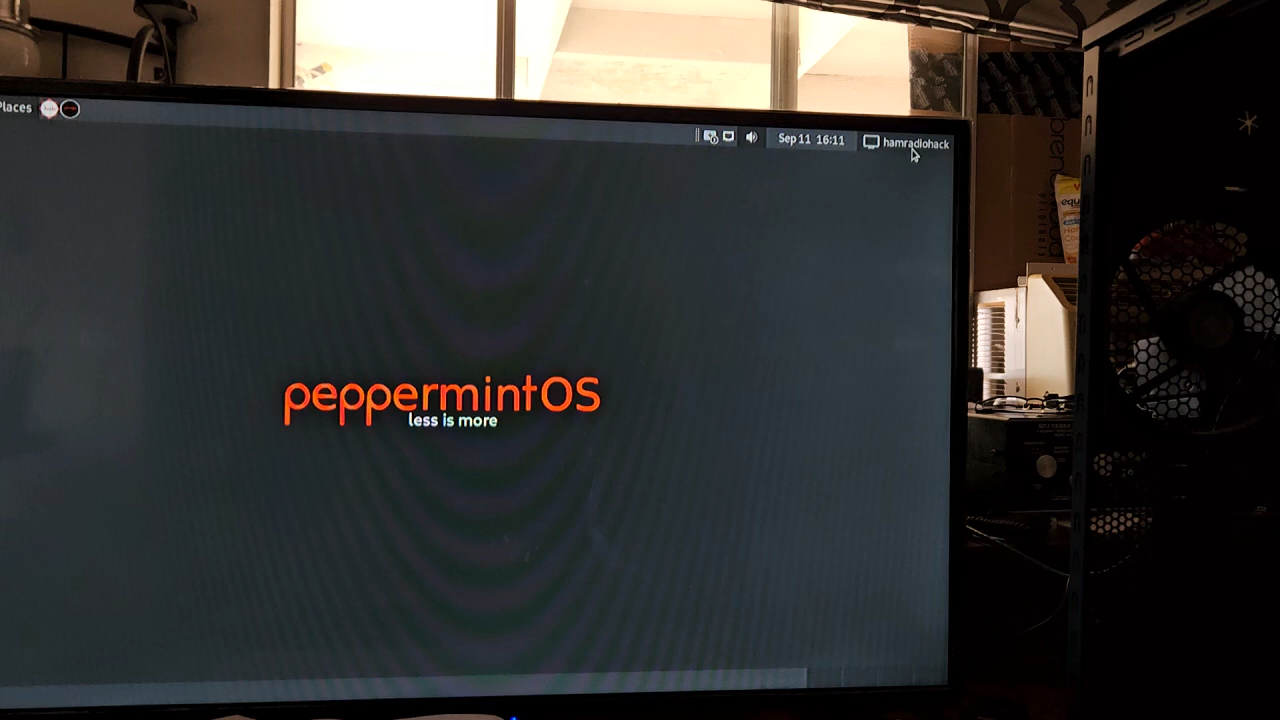 Places
Sep 11 16:11
hamradiohack
peppermintOS
less is more